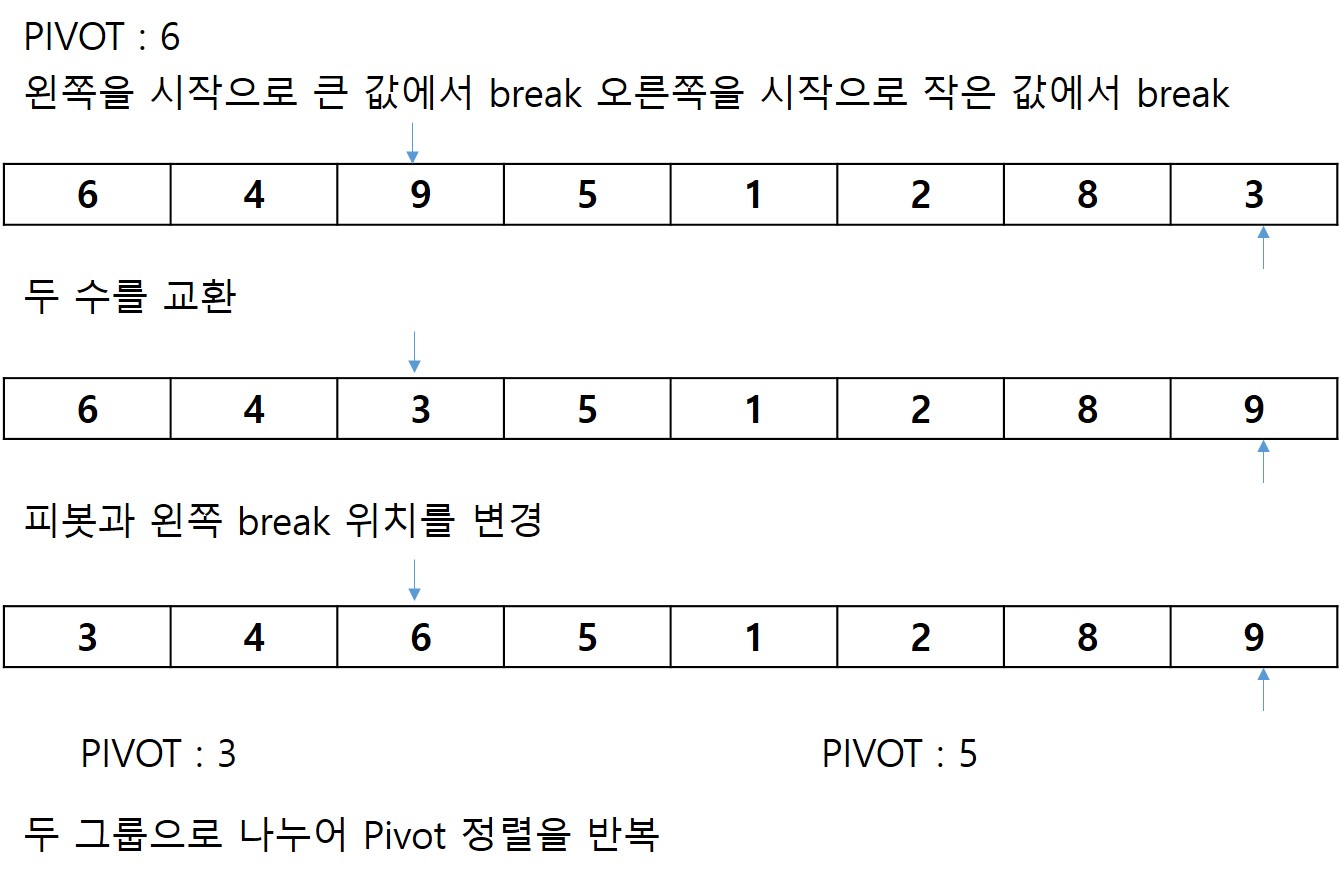 PIVOT : 6
왼쪽을 시작으로 큰 값에서 break 오른쪽을 시작으로 작은 값에서 break
6 4 9 5 1 2 8 3
두 수를 교환
6 4 3 5 1 2 8 9
피봇과 왼쪽 break 위치를 변경
3 4 6 5 1 2 8 9
PIVOT : 3 PIVOT : 5
두 그룹으로 나누어 Pivot 정렬을 반복